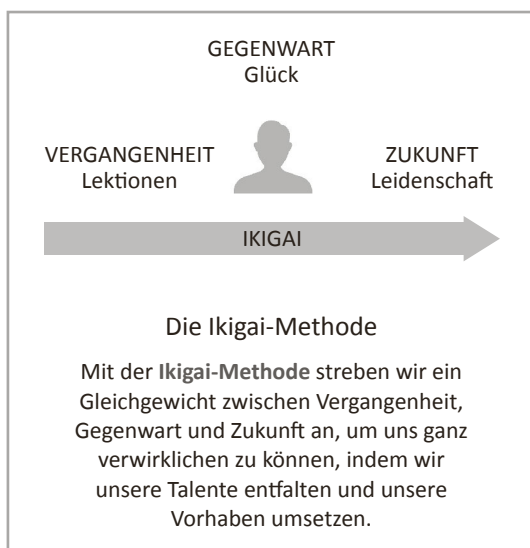 GEGENWART
Glück
VERGANGENHEIT
Lektionen
ZUKUNFT
Leidenschaft
IKIGAI
Die Ikigai-Methode
Mit der Ikigai-Methode streben wir ein
Gleichgewicht zwischen Vergangenheit,
Gegenwart und Zukunft an, um uns ganz
verwirklichen zu können, indem wir
unsere Talente entfalten und unsere
Vorhaben umsetzen.